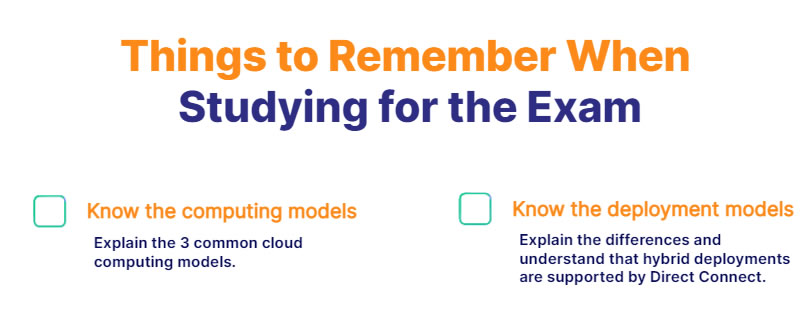 Things to Remember When
Studying for the Exam
Know the computing models
Explain the 3 common cloud
computing models.
Know the deployment models
Explain the differences and
understand that hybrid deployments
are supported by Direct Connect.